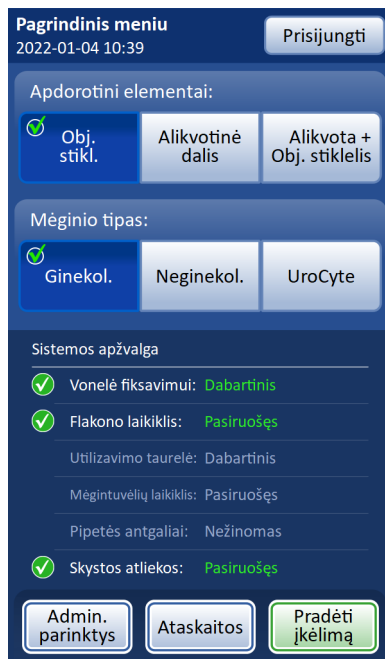 Pagrindinis meniu
2022-01-04 10:39
Prisijungti
Apdorotini elementai:
Obj.
stikl.
Alikvotinė
dalis
Alikvota +
Obj. stiklelis
Mėginio tipas:
Ginekol.
Neginekol.
UroCyte
Sistemos apžvalga
Vonelė fiksavimui: Dabartinis
Flakono laikiklis: Pasiruošęs
Utilizavimo taurelė: Dabartinis
Mėgintuvėlių laikiklis: Pasiruošęs
Pipetės antgaliai: Nežinomas
Skystos atliekos: Pasiruošęs
Admin.
parinktys
Ataskaitos
Pradėti
įkėlimą